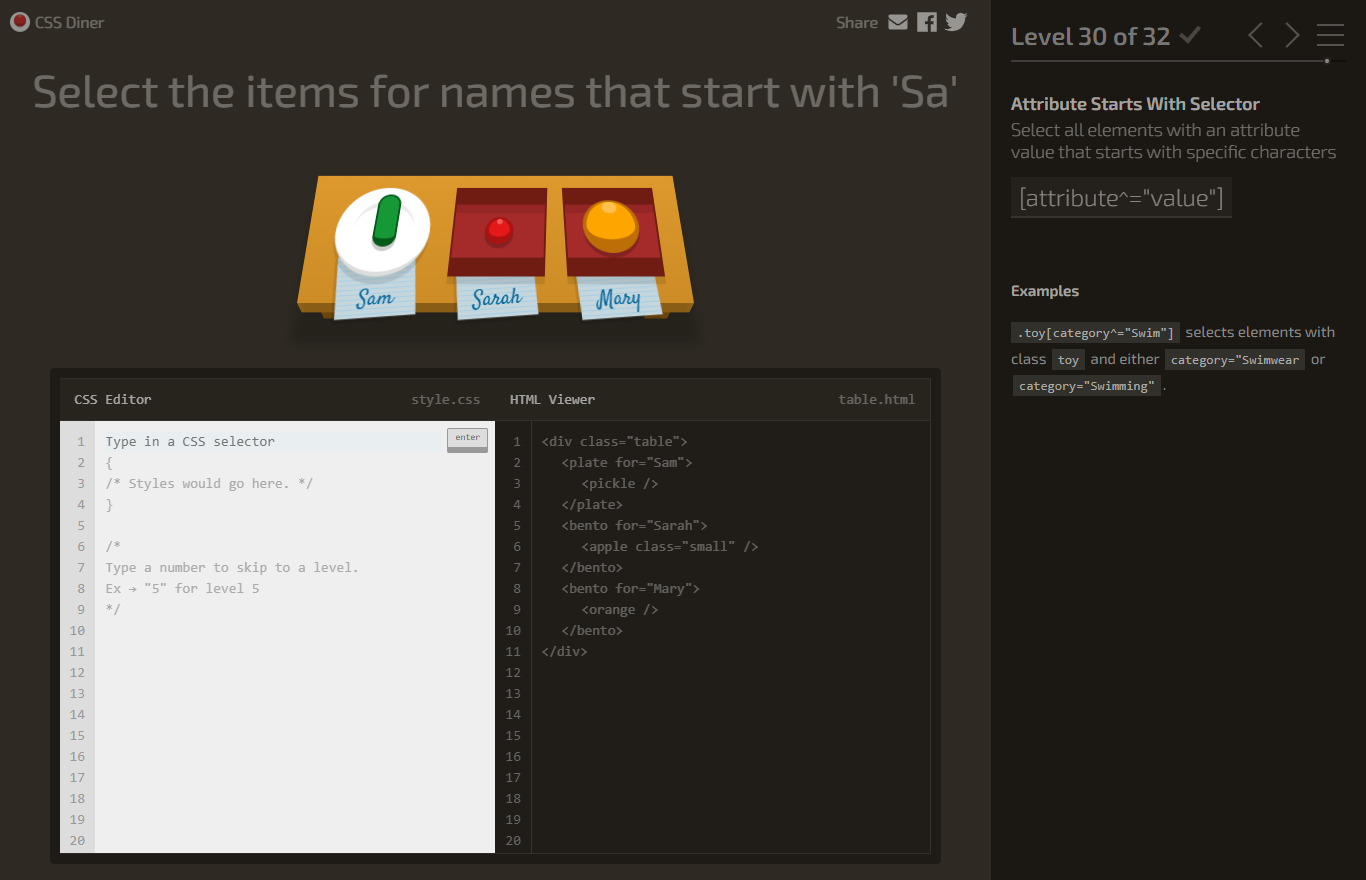 CSS Diner
Share
Select the items for names that start with 'Sa'
Sam
Sarah
Mary
CSS Editor
style.css
HTML Viewer
table.html
1
2
3
4
5
6
7
8
9
10
11
12
13
14
15
16
17
18
19
20
Type in a CSS selector
enter
{
/* Styles would go here. */
}
/*
Type a number to skip to a level.
Ex → "5" for level 5
*/
1
2
3
4
5
6
7
8
9
10
11
12
13
14
15
16
17
18
19
20
<div class="table">
<plate for="Sam">
<pickle />
</plate>
<bento for="Sarah">
<apple class="small" />
</bento>
<bento for="Mary">
<orange />
</bento>
</div>
Level 30 of 32
Attribute Starts With Selector
Select all elements with an attribute
value that starts with specific characters
[attribute^="value"]
Examples
.toy[category^="Swim"] selects elements with
class toy and either category="Swimwear or
category="Swimming" .